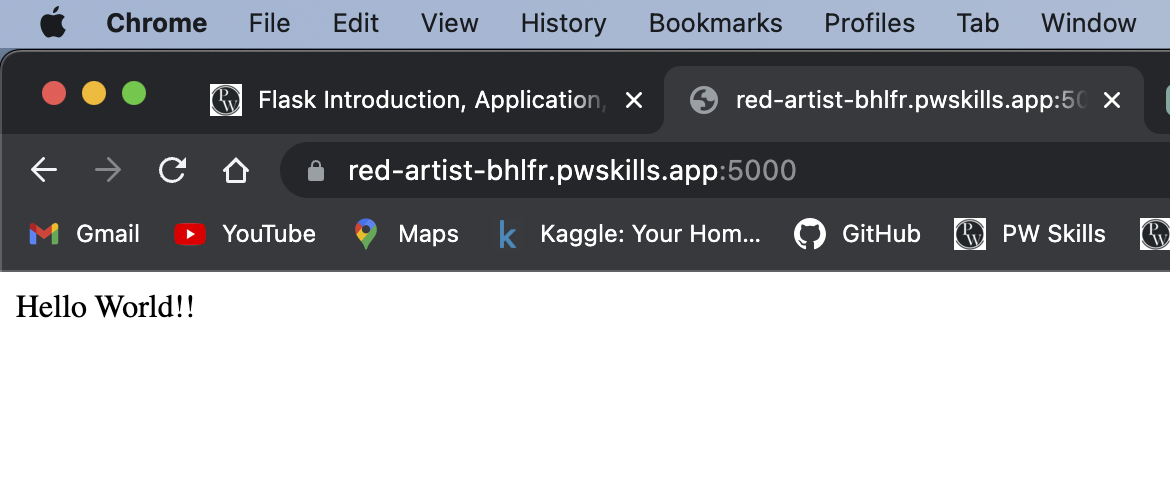 Chrome File Edit View History Bookmarks Profiles Tab Window
Flask Introduction, Application, red-artist-bhlfr.pwskills.app:50
red-artist-bhlfr.pwskills.app:5000
Gmail YouTube Maps Kaggle: Your Hom... GitHub PW Skills
Hello World!!